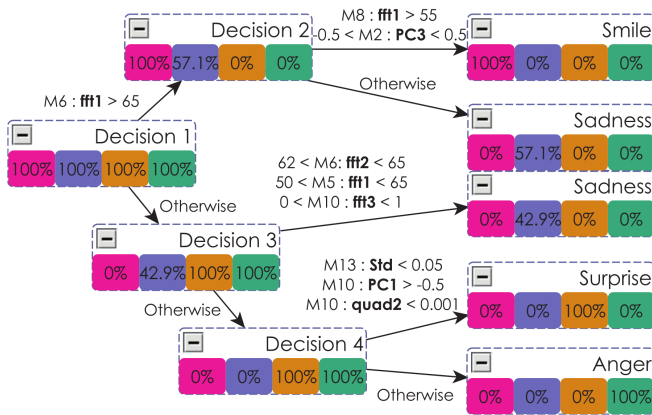 Decision 2
100% 57.1% 0% 0%
M8 : fft1 > 55
-0.5 < M2 : PC3 < 0.5
Smile
100% 0% 0% 0%
Otherwise
M6 : fft1 > 65
Sadness
0% 57.1% 0% 0%
Decision 1
100% 100% 100% 100%
62 < M6: fft2 < 65
50 < M5 : fft1 < 65
0 < M10 : fft3 < 1
Sadness
0% 42.9% 0% 0%
Otherwise
Decision 3
0% 42.9% 100% 100%
M13 : Std < 0.05
M10 : PC1 > -0.5
M10 : quad2 < 0.001
Surprise
0% 0% 100% 0%
Otherwise
Decision 4
0% 0% 100% 100%
Otherwise
Anger
0% 0% 0% 100%